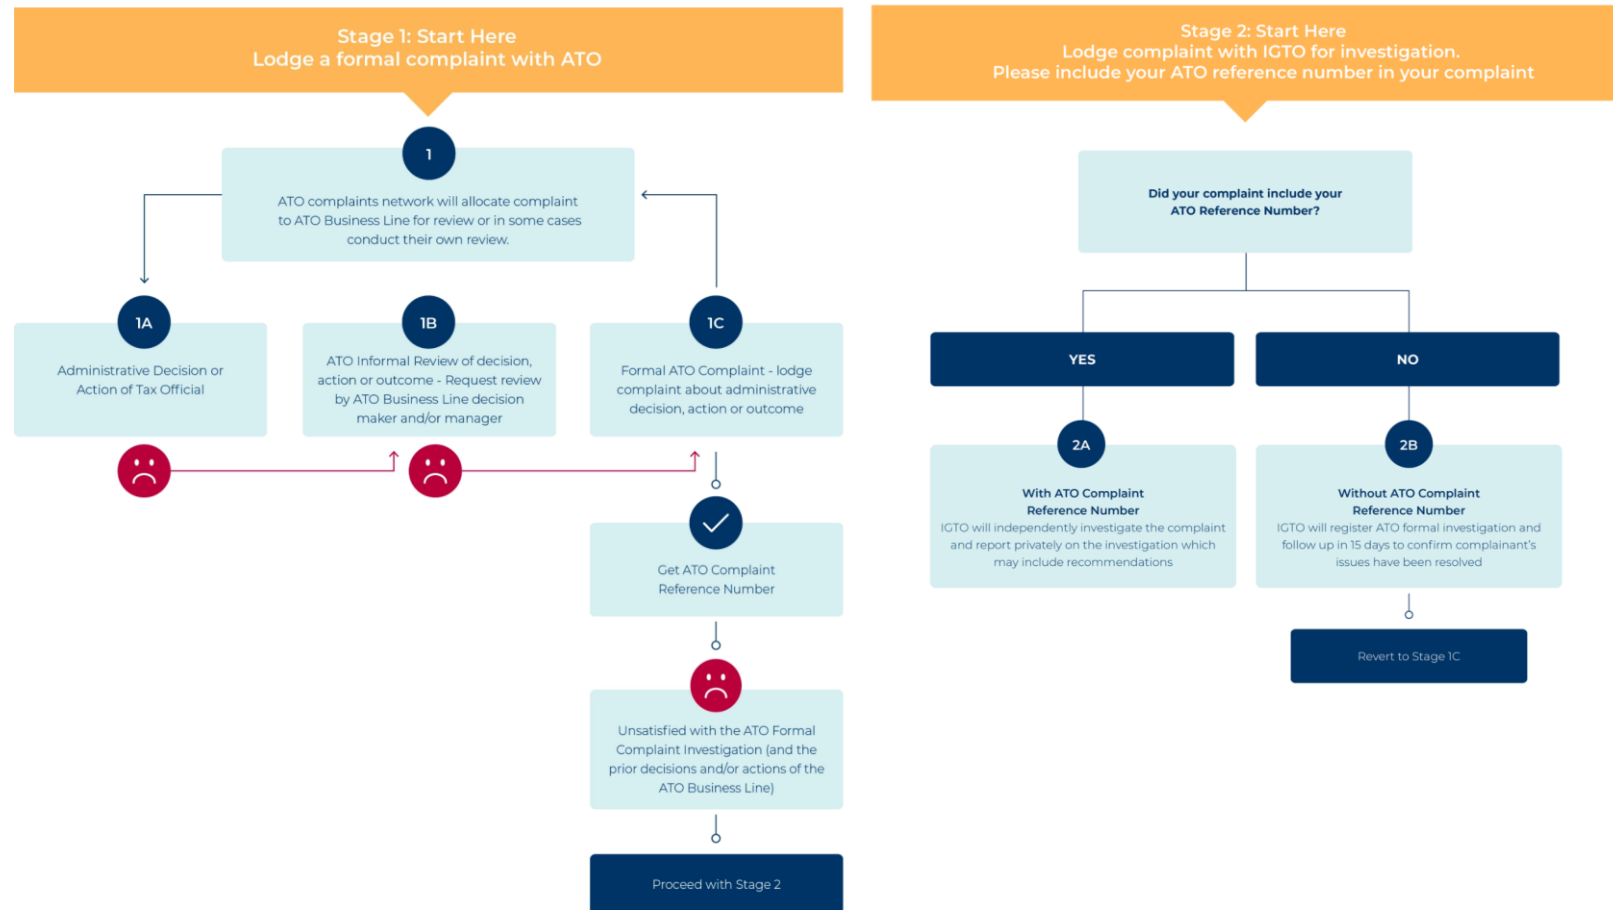 Stage 1: Start Here
Lodge a formal complaint with ATO
1
ATO complaints network will allocate complaint
to ATO Business Line for review or in some cases
conduct their own review.
1A
Administrative Decision or
Action of Tax Official
1B
ATO Informal Review of decision,
action or outcome - Request review
by ATO Business Line decision
maker and/or manager
1C
Formal ATO Complaint - lodge
complaint about administrative
decision, action or outcome
Get ATO Complaint
Reference Number
Unsatisfied with the ATO Formal
Complaint Investigation (and the
prior decisions and/or actions of the
ATO Business Line)
Proceed with Stage 2
Stage 2: Start Here
Lodge complaint with IGTO for investigation.
Please include your ATO reference number in your complaint
Did your complaint include your
ATO Reference Number?
YES
NO
2A
With ATO Complaint
Reference Number
IGTO will independently investigate the complaint
and report privately on the investigation which
may include recommendations
2B
Without ATO Complaint
Reference Number
IGTO will register ATO formal investigation and
follow up in 15 days to confirm complainant's
issues have been resolved
Revert to Stage 1C